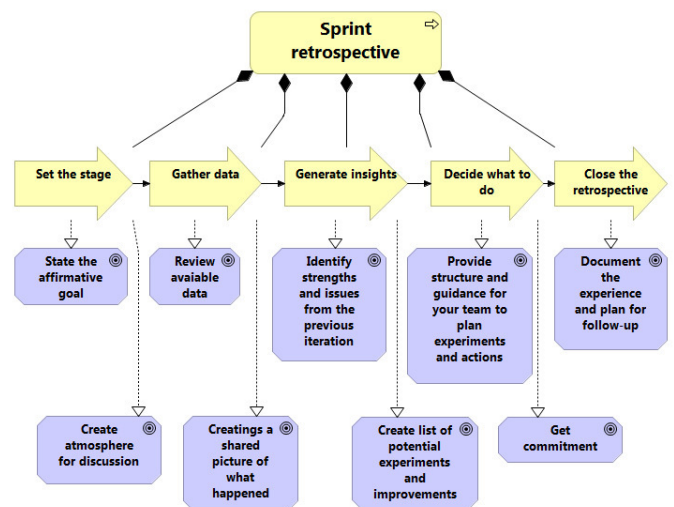 Sprint
retrospective
Set the stage
Gather data
Generate insights
Decide what to
do
Close the
retrospective
State the
affirmative
goal
Review
avaiable
data
Identify
strengths
and issues
from the
previous
iteration
Provide
structure and
guidance for
your team to
plan
experiments
and actions
Document
the
experience
and plan for
follow-up
Create
atmosphere
for discussion
Creatings a
shared
picture of
what
happened
Create list of
potential
experiments
and
improvements
Get
commitment